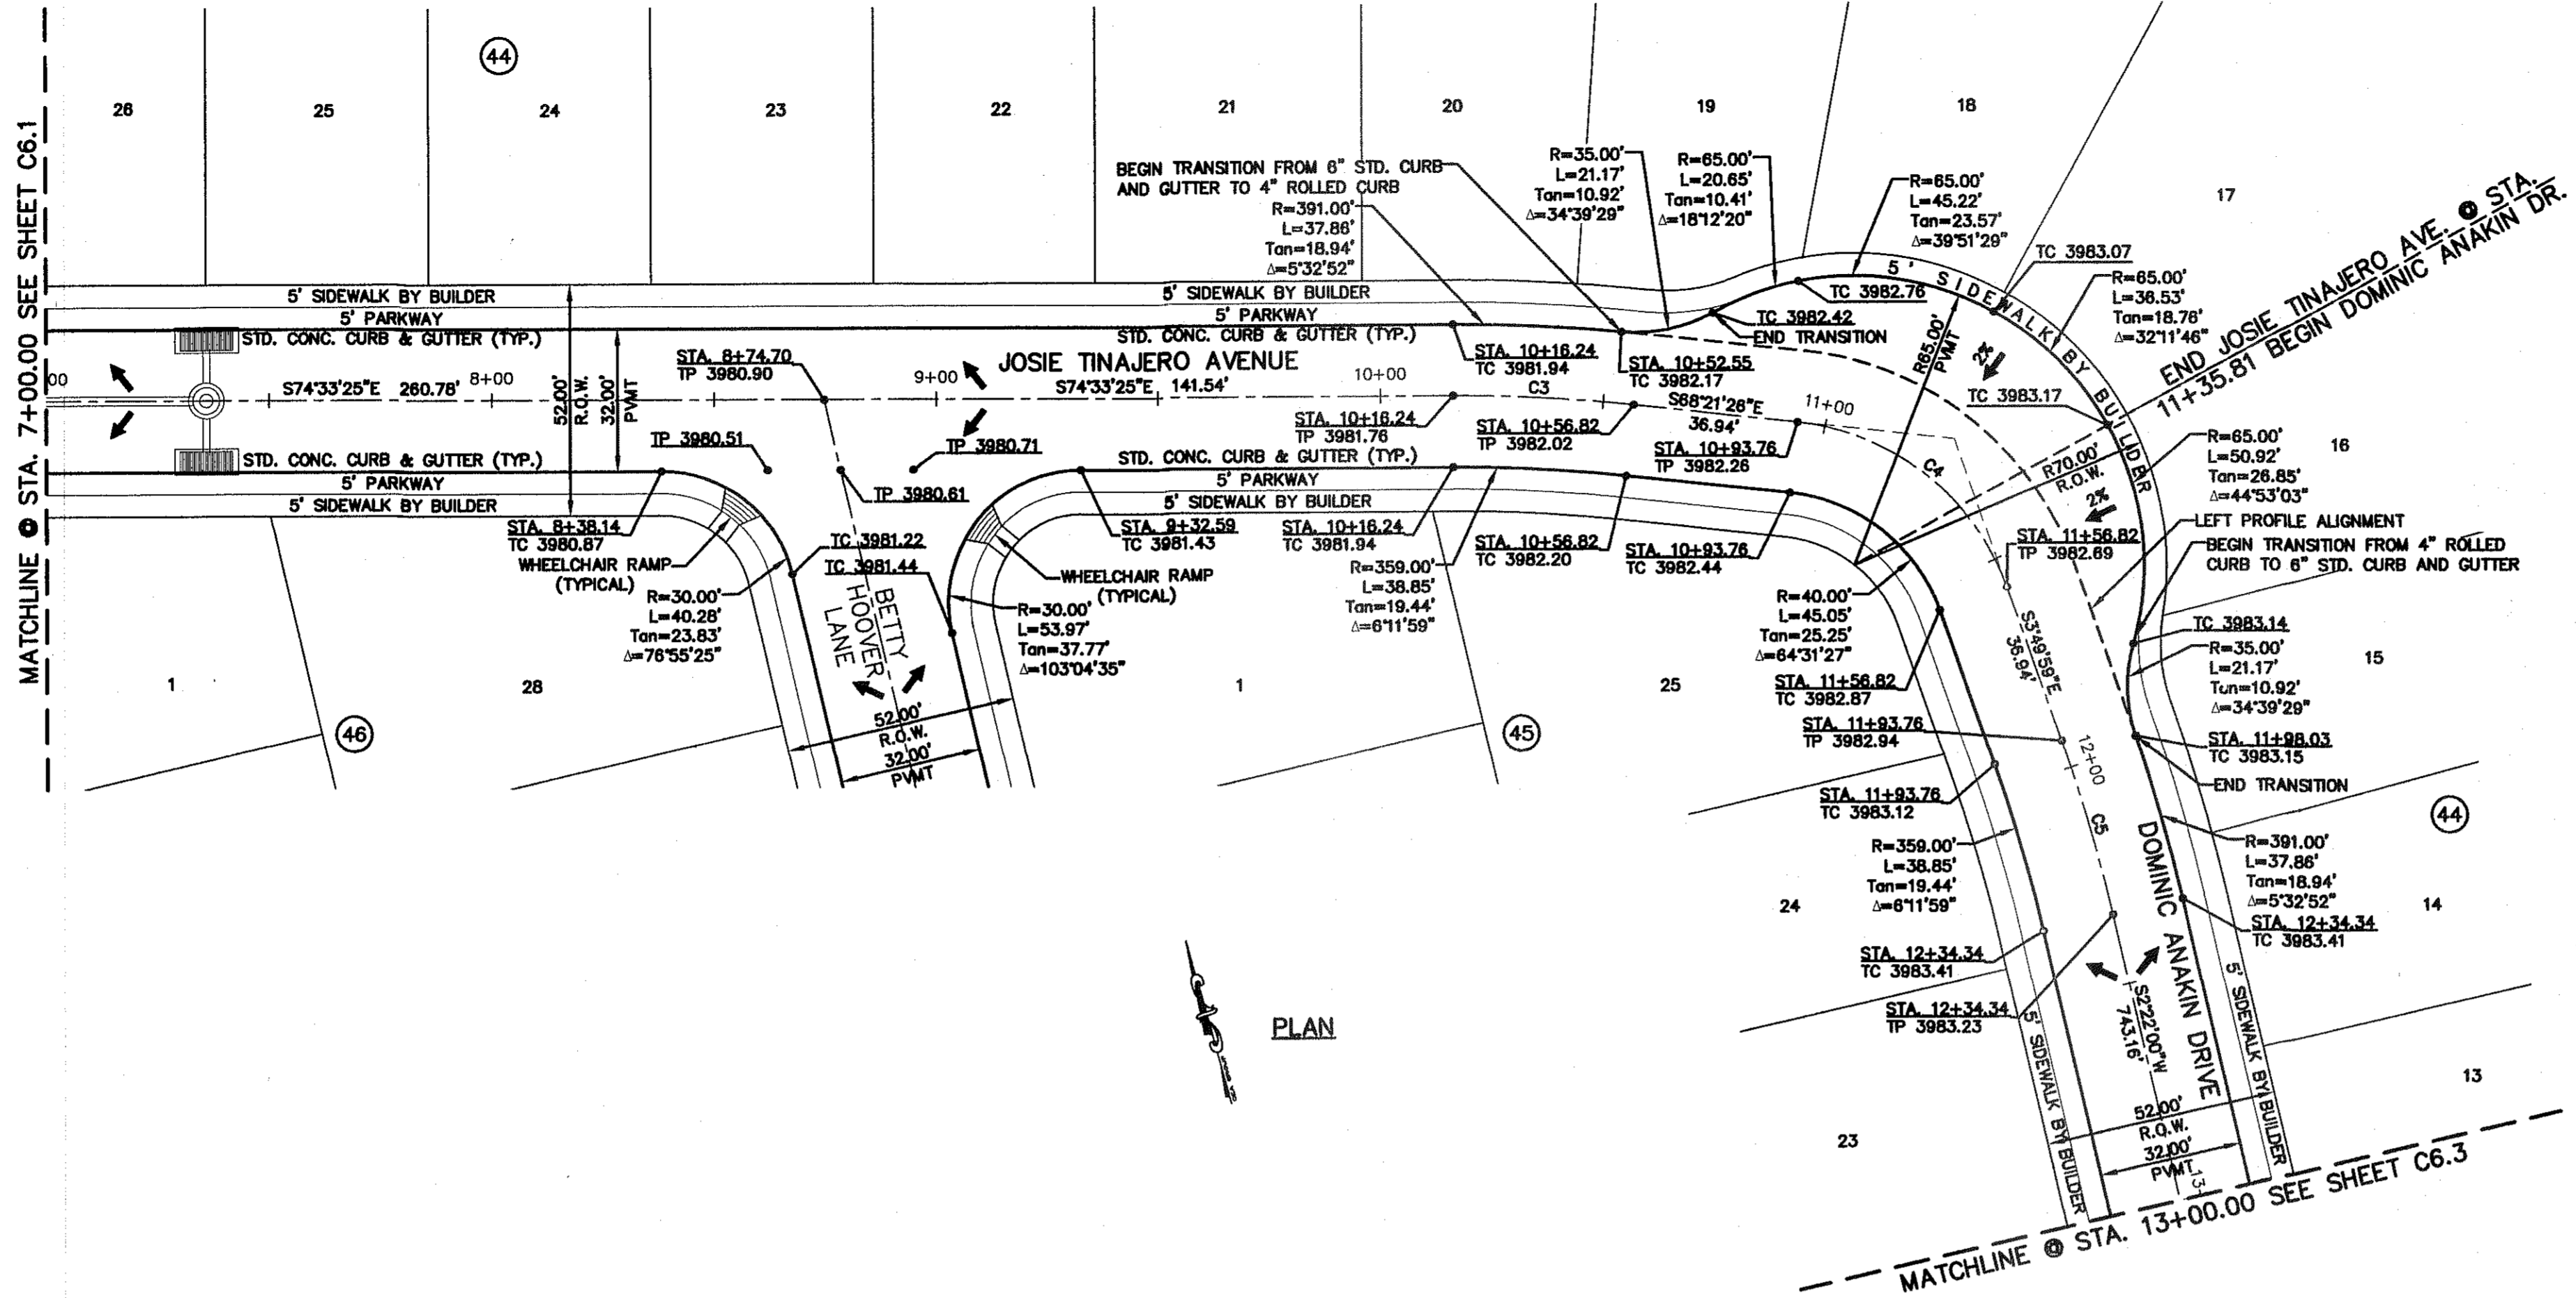 MATCHLINE @ STA. 7+00.00 SEE SHEET C6.1
44
26
25
24
23
22
21
20
19
18
17
BEGIN TRANSITION FROM 6" STD. CURB
AND GUTTER TO 4" ROLLED CURB
R=391.00'
L=37.86'
Tan=18.94'
Δ=5°32'52"
R=35.00'
L=21.17'
Tan=10.92'
Δ=34°39'29"
R=65.00'
L=20.65'
Tan=10.41'
Δ=18°12'20"
R=65.00'
L=45.22'
Tan=23.57'
Δ=39°51'29"
TC 3983.07
R=65.00'
L=36.53'
Tan=18.76'
Δ=32°11'46"
END JOSIE TINAJERO AVE. @ STA.
11+35.81 BEGIN DOMINIC ANAKIN DR.
5' SIDEWALK BY BUILDER
5' PARKWAY
STD. CONC. CURB & GUTTER (TYP.)
5' SIDEWALK BY BUILDER
5' PARKWAY
STD. CONC. CURB & GUTTER (TYP.)
5' SIDEWALK BY BUILDER
TC 3982.76
TC 3982.42
END TRANSITION
JOSIE TINAJERO AVENUE
STA. 8+74.70
TP 3980.90
00
S74°33'25"E 260.78'
8+00
52.00'
R.O.W.
32.00'
PVMT
9+00
S74°33'25"E 141.54'
10+00
STA. 10+16.24
TC 3981.94
STA. 10+52.55
TC 3982.17
C3
S68°21'26"E
36.94'
11+00
R65.00'
PVMT
2%
TC 3983.17
STA. 10+16.24
TP 3981.76
STA. 10+56.82
TP 3982.02
STA. 10+93.76
TP 3982.26
C4
R70.00'
R.O.W.
2%
16
R=65.00'
L=50.92'
Tan=26.85'
Δ=44°53'03"
TP 3980.51
TP 3980.71
TP 3980.61
STD. CONC. CURB & GUTTER (TYP.)
5' PARKWAY
5' SIDEWALK BY BUILDER
STD. CONC. CURB & GUTTER (TYP.)
5' PARKWAY
5' SIDEWALK BY BUILDER
STA. 8+38.14
TC 3980.87
WHEELCHAIR RAMP
(TYPICAL)
R=30.00'
L=40.28'
Tan=23.83'
Δ=76°55'25"
TC 3981.22
TC 3981.44
STA. 9+32.59
TC 3981.43
WHEELCHAIR RAMP
(TYPICAL)
R=30.00'
L=53.97'
Tan=37.77'
Δ=103°04'35"
BETTY
HOOVER
LANE
52.00'
R.O.W.
32.00'
PVMT
STA. 10+16.24
TC 3981.94
R=359.00'
L=38.85'
Tan=19.44'
Δ=6°11'59"
STA. 10+56.82
TC 3982.20
STA. 10+93.76
TC 3982.44
R=40.00'
L=45.05'
Tan=25.25'
Δ=64°31'27"
STA. 11+56.82
TP 3982.69
LEFT PROFILE ALIGNMENT
BEGIN TRANSITION FROM 4" ROLLED
CURB TO 6" STD. CURB AND GUTTER
TC 3983.14
R=35.00'
L=21.17'
Tan=10.92'
Δ=34°39'29"
15
S3°49'59"E
36.94'
1
46
28
1
45
25
STA. 11+56.82
TC 3982.87
STA. 11+93.76
TP 3982.94
12+00
STA. 11+98.03
TC 3983.15
END TRANSITION
STA. 11+93.76
TC 3983.12
C5
44
R=359.00'
L=38.85'
Tan=19.44'
Δ=6°11'59"
R=391.00'
L=37.86'
Tan=18.94'
Δ=5°32'52"
24
14
STA. 12+34.34
TC 3983.41
STA. 12+34.34
TC 3983.41
STA. 12+34.34
TP 3983.23
DOMINIC ANAKIN DRIVE
S2°22'00"W
743.16'
5' SIDEWALK BY BUILDER
5' SIDEWALK BY BUILDER
PLAN
23
13
52.00'
R.O.W.
32.00'
PVMT
13
MATCHLINE @ STA. 13+00.00 SEE SHEET C6.3